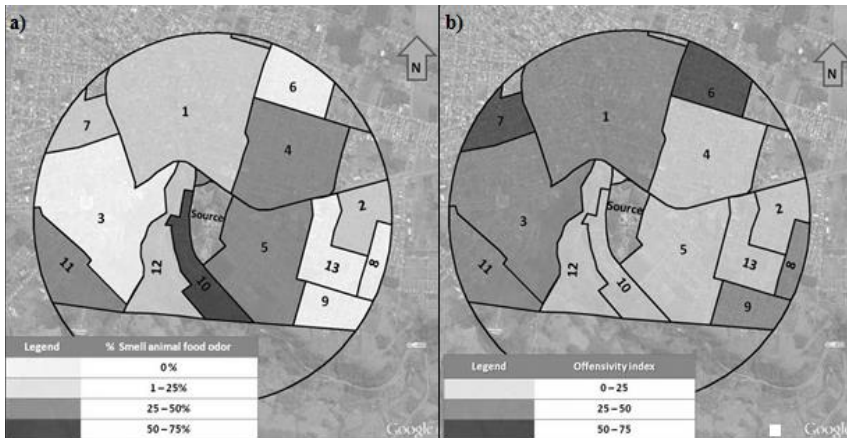 a)
N
6
1
7
4
3
2
Source
5
8
11
12
10
13
9
Legend
% Smell animal food odor
0%
1 – 25%
25 – 50%
50 – 75%
Google
b)
N
6
1
7
4
3
2
Source
5
8
11
12
10
13
9
Legend
Offensivity index
0 – 25
25 – 50
50 – 75
Google